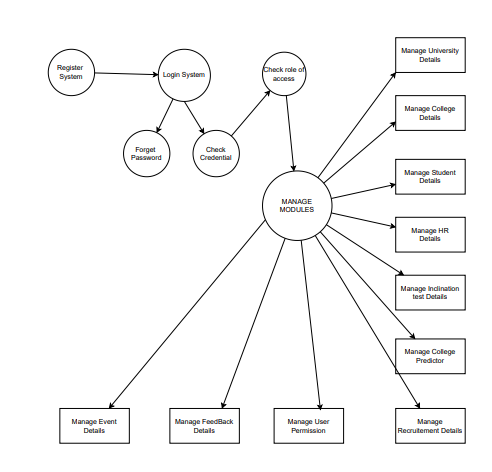 Register
System
Login System
Check role of
access
Forget
Password
Check
Credential
MANAGE
MODULES
Manage University
Details
Manage College
Details
Manage Student
Details
Manage HR
Details
Manage Inclination
test Details
Manage College
Predictor
Manage Event
Details
Manage FeedBack
Details
Manage User
Permission
Manage
Recruitement Details